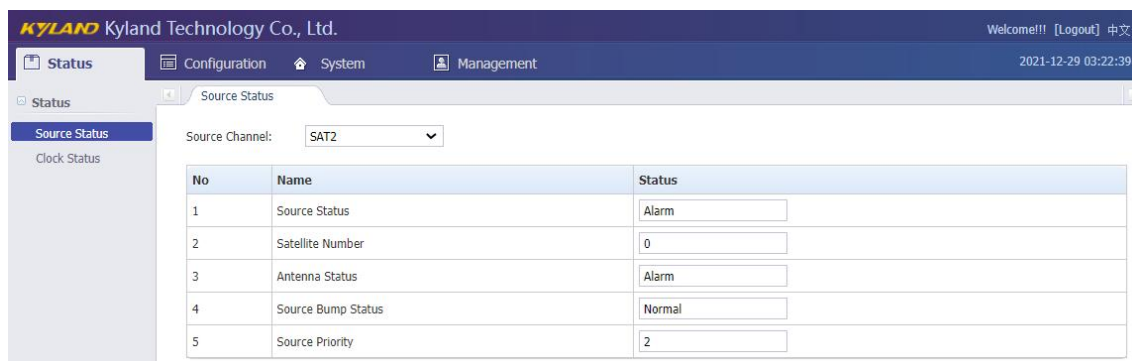 KYLAND Kyland Technology Co., Ltd.
Welcome!!! [Logout] 中文
Status Configuration System Management 2021-12-29 03:22:39
Status
Source Status
Clock Status
Source Status
Source Channel: SAT2
No Name Status
1 Source Status Alarm
2 Satellite Number 0
3 Antenna Status Alarm
4 Source Bump Status Normal
5 Source Priority 2